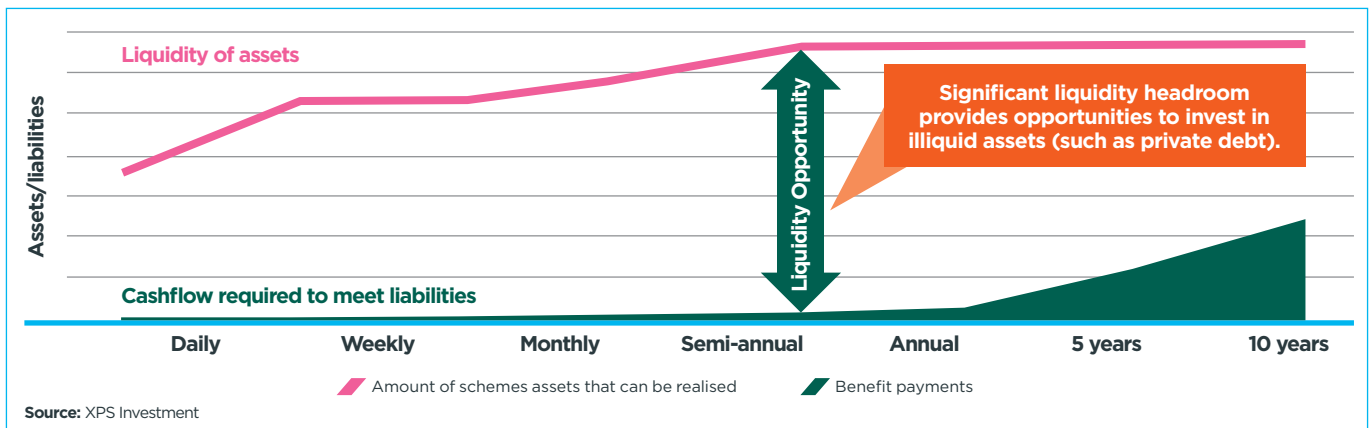 Liquidity of assets
Significant liquidity headroom
provides opportunities to invest in
illiquid assets (such as private debt).
Liquidity Opportunity
Assets/liabilities
Cashflow required to meet liabilities
Daily Weekly Monthly Semi-annual Annual 5 years 10 years
Amount of schemes assets that can be realised Benefit payments
Source: XPS Investment